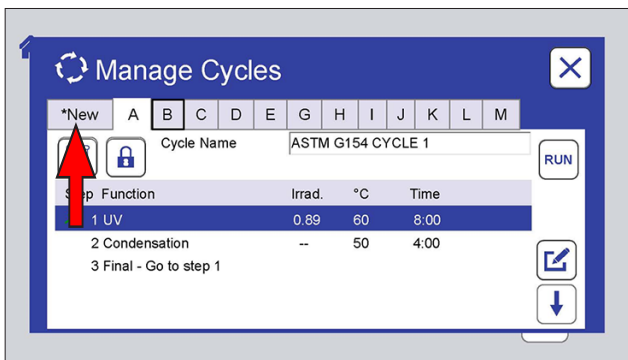 Manage Cycles
*New A B C D E G H I J K L M
Cycle Name ASTM G154 CYCLE 1
RUN
Function Irrad. °C Time
1 UV 0.89 60 8:00
2 Condensation -- 50 4:00
3 Final - Go to step 1